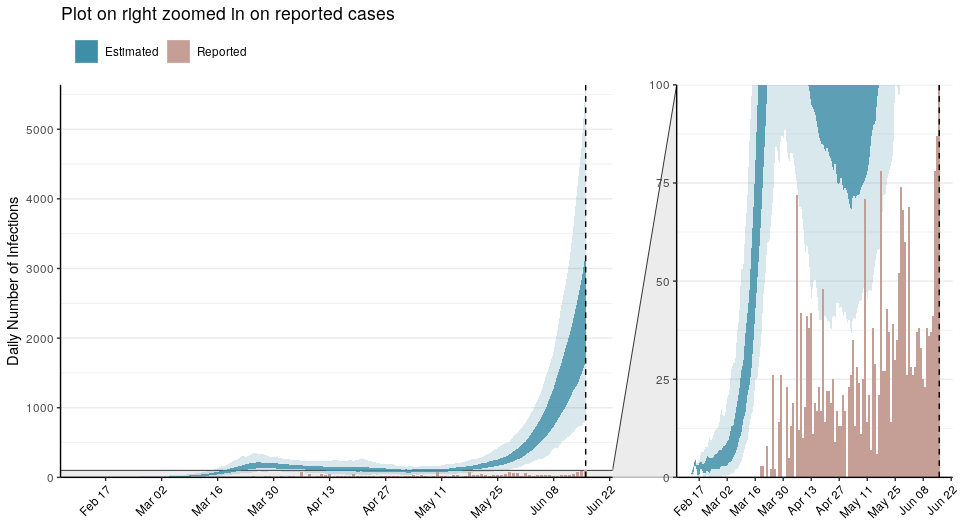 Plot on right zoomed in on reported cases
Estimated Reported
Daily Number of Infections
5000
4000
3000
2000
1000
0
Feb 17 Mar 02 Mar 16 Mar 30 Apr 13 Apr 27 May 11 May 25 Jun 08 Jun 22
100
75
50
25
0
Feb 17 Mar 02 Mar 16 Mar 30 Apr 13 Apr 27 May 11 May 25 Jun 08 Jun 22